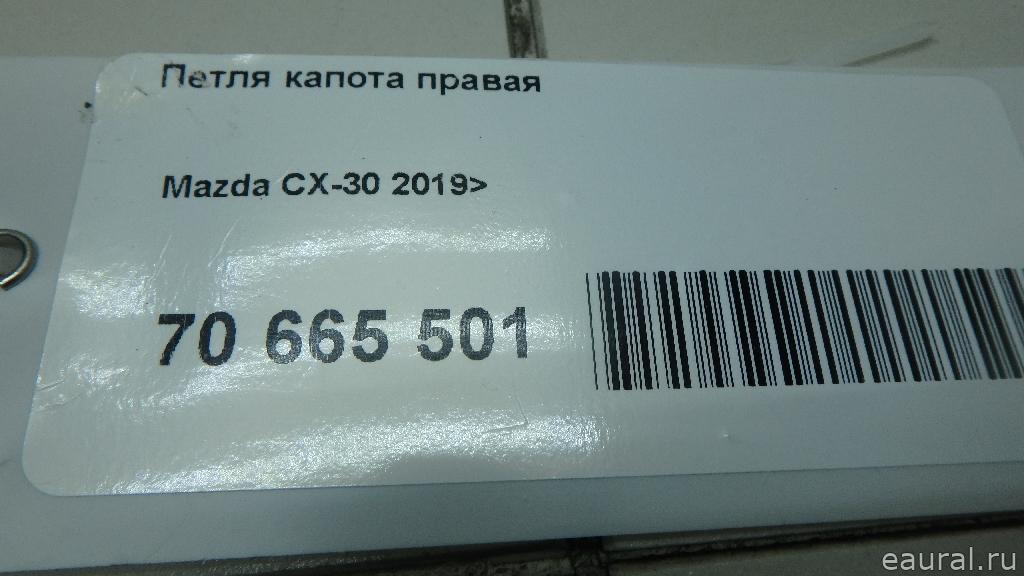 Петля капота правая
Mazda CX-30 2019>
70 665 501
eaural.ru